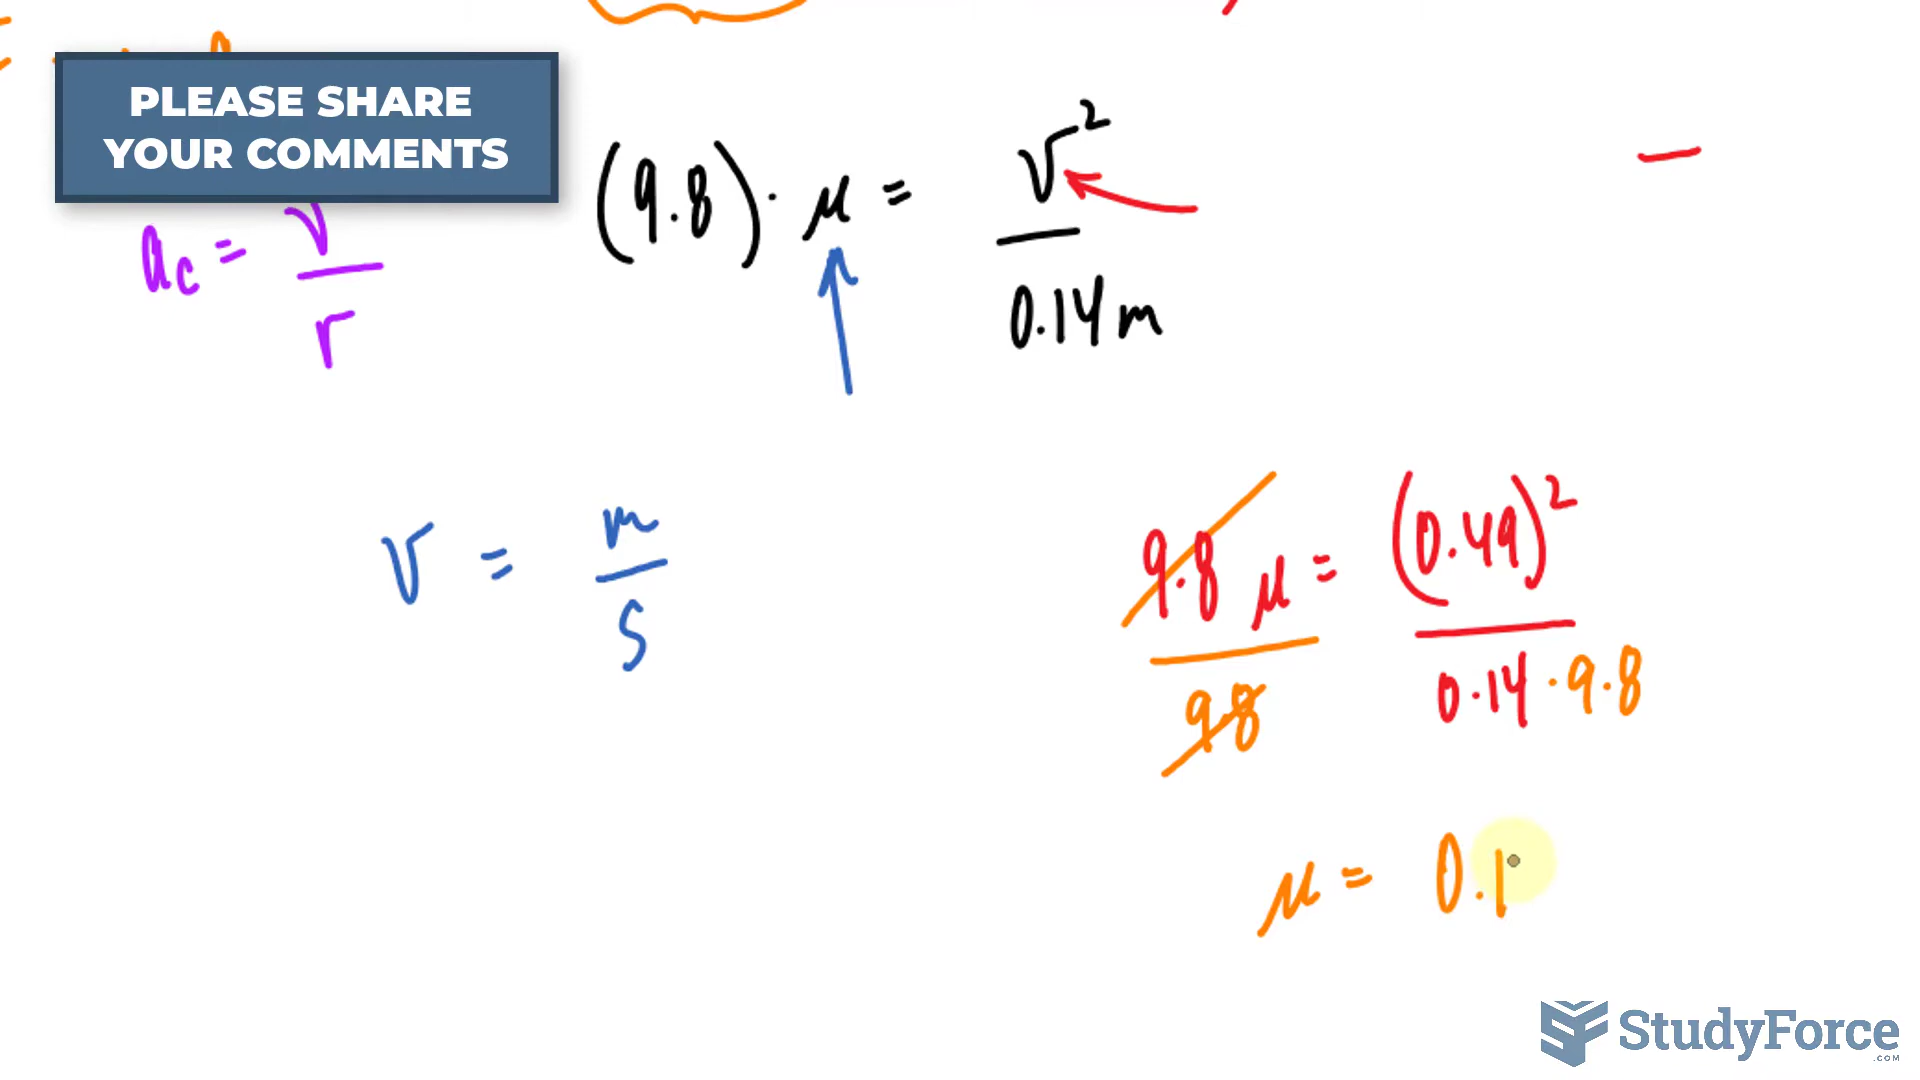 PLEASE SHARE
YOUR COMMENTS
(9.8) · μ = v²
0.14 m
ac = v
r
v = m
s
9.8 μ = (0.49)²
9.8 0.14 · 9.8
μ = 0.1
StudyForce
.COM